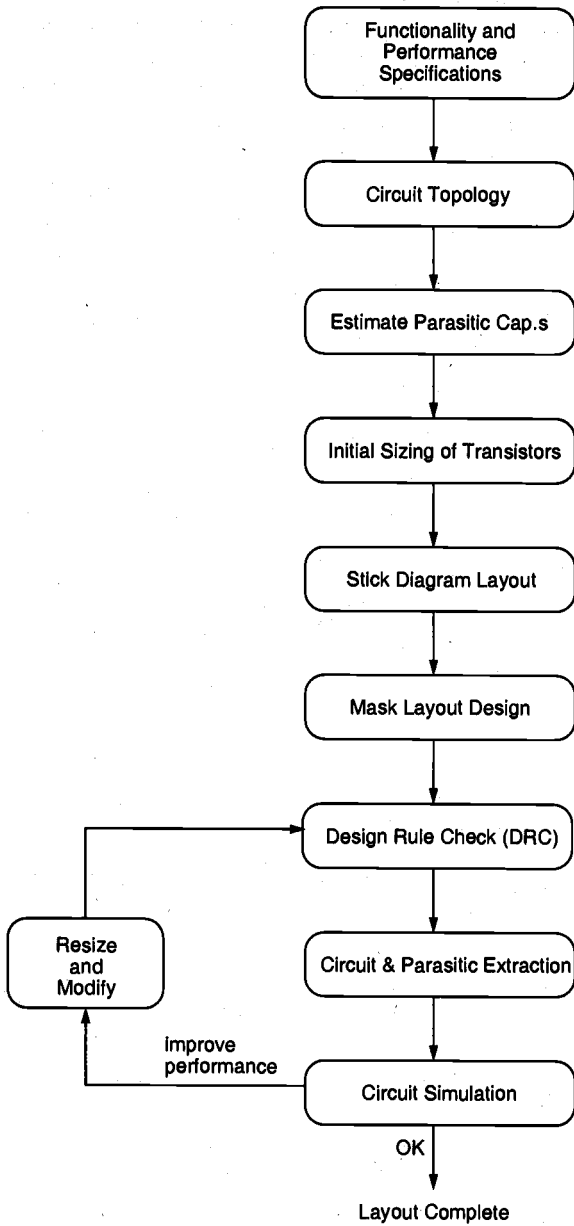 Functionality and
Performance
Specifications
Circuit Topology
Estimate Parasitic Cap.s
Initial Sizing of Transistors
Stick Diagram Layout
Mask Layout Design
Design Rule Check (DRC)
Resize
and
Modify
Circuit & Parasitic Extraction
improve
performance
Circuit Simulation
OK
Layout Complete